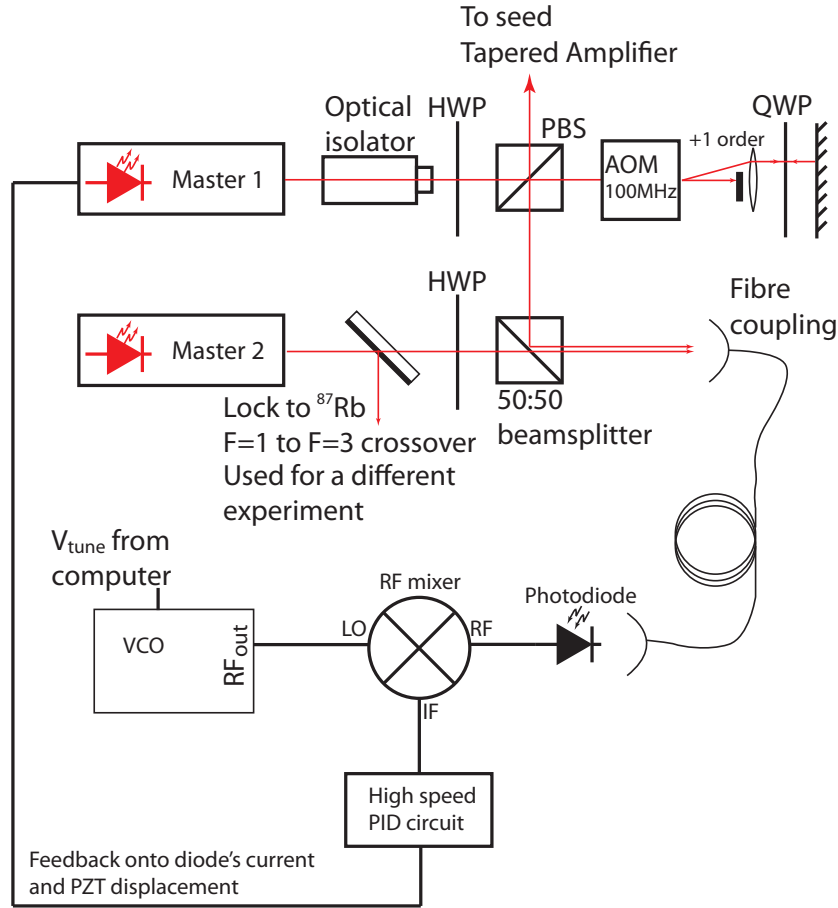 To seed
Tapered Amplifier
Optical
isolator
HWP
PBS
QWP
+1 order
Master 1
AOM
100MHz
HWP
Fibre
coupling
Master 2
Lock to ⁸⁷Rb
F=1 to F=3 crossover
Used for a different
experiment
50:50
beamsplitter
Vtune from
computer
RF mixer
Photodiode
VCO
RFout
LO
RF
IF
High speed
PID circuit
Feedback onto diode's current
and PZT displacement